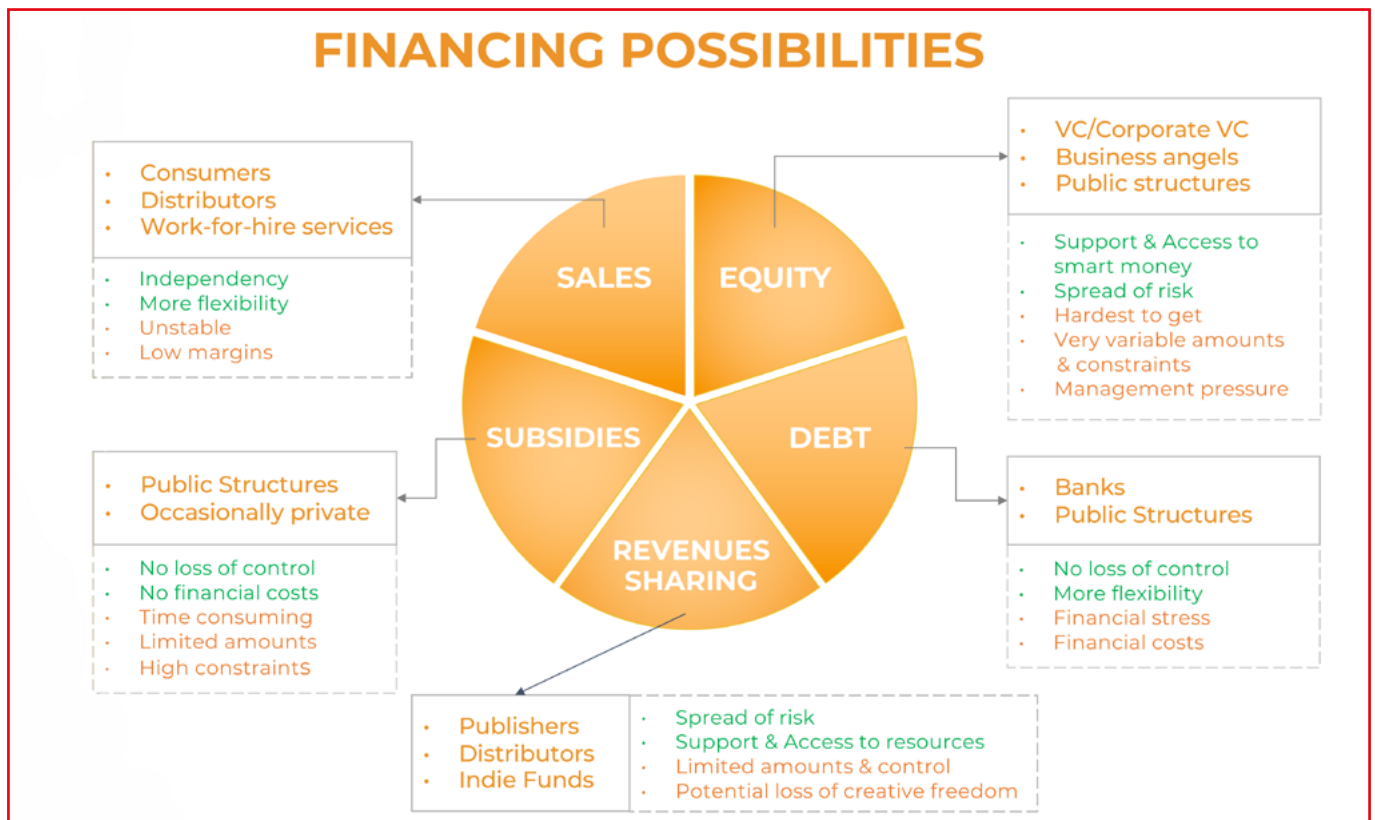 FINANCING POSSIBILITIES
• Consumers
• Distributors
• Work-for-hire services
• Independency
• More flexibility
• Unstable
• Low margins
• VC/Corporate VC
• Business angels
• Public structures
• Support & Access to
smart money
• Spread of risk
• Hardest to get
• Very variable amounts
& constraints
• Management pressure
SALES
EQUITY
SUBSIDIES
DEBT
REVENUES
SHARING
• Public Structures
• Occasionally private
• No loss of control
• No financial costs
• Time consuming
• Limited amounts
• High constraints
• Banks
• Public Structures
• No loss of control
• More flexibility
• Financial stress
• Financial costs
• Publishers
• Distributors
• Indie Funds
• Spread of risk
• Support & Access to resources
• Limited amounts & control
• Potential loss of creative freedom